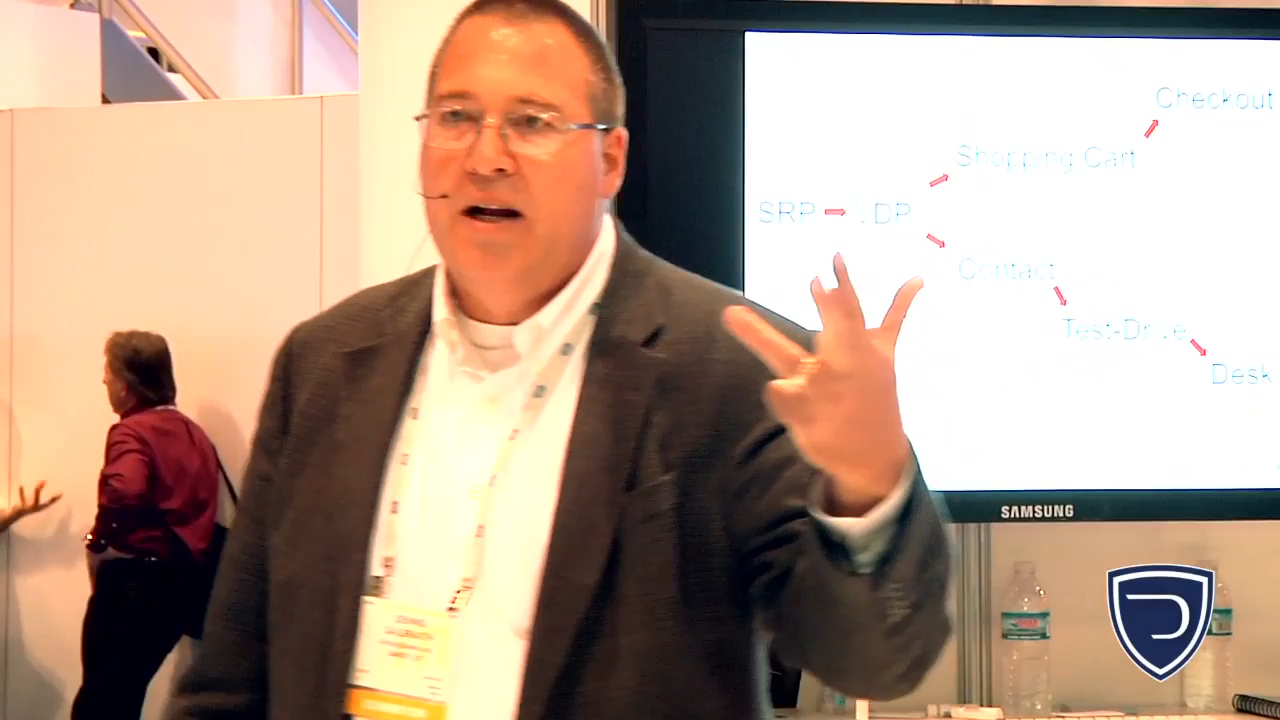 Checkout
Shopping Cart
SRP
DP
Contact
Test-Drive
Desk
SAMSUNG